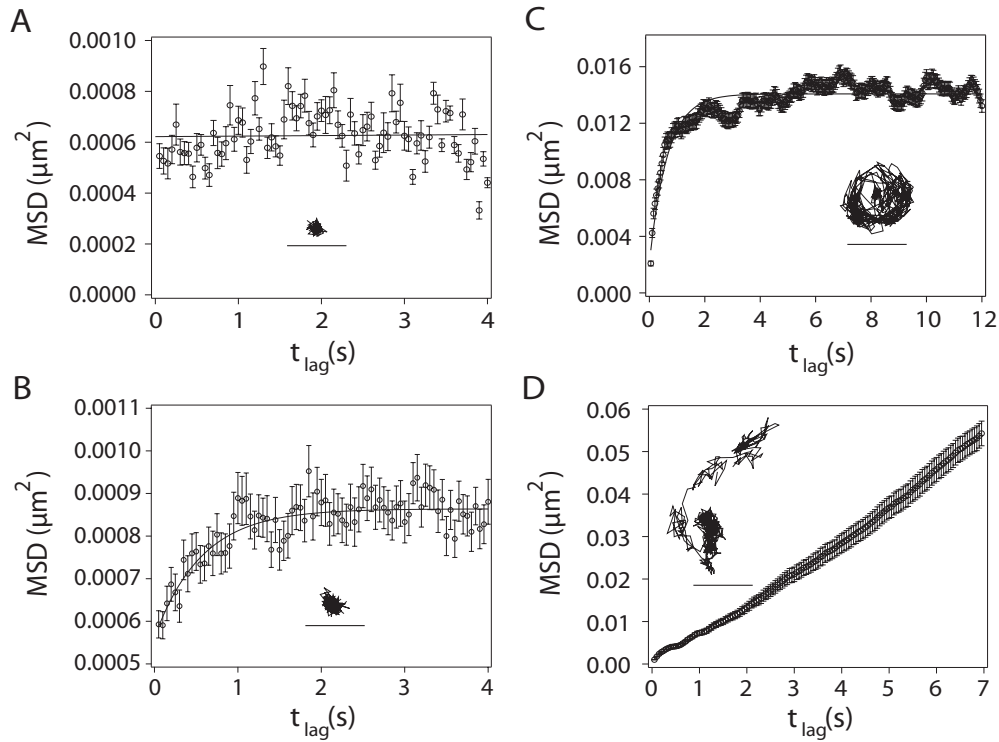 A
MSD (μm²)
0.0010
0.0008
0.0006
0.0004
0.0002
0.0000
0 1 2 3 4
t lag(s)
B
MSD (μm²)
0.0011
0.0010
0.0009
0.0008
0.0007
0.0006
0.0005
0 1 2 3 4
t lag(s)
C
MSD (μm²)
0.016
0.012
0.008
0.004
0.000
0 2 4 6 8 10 12
t lag(s)
D
MSD (μm²)
0.06
0.05
0.04
0.03
0.02
0.01
0.00
0 1 2 3 4 5 6 7
t lag(s)